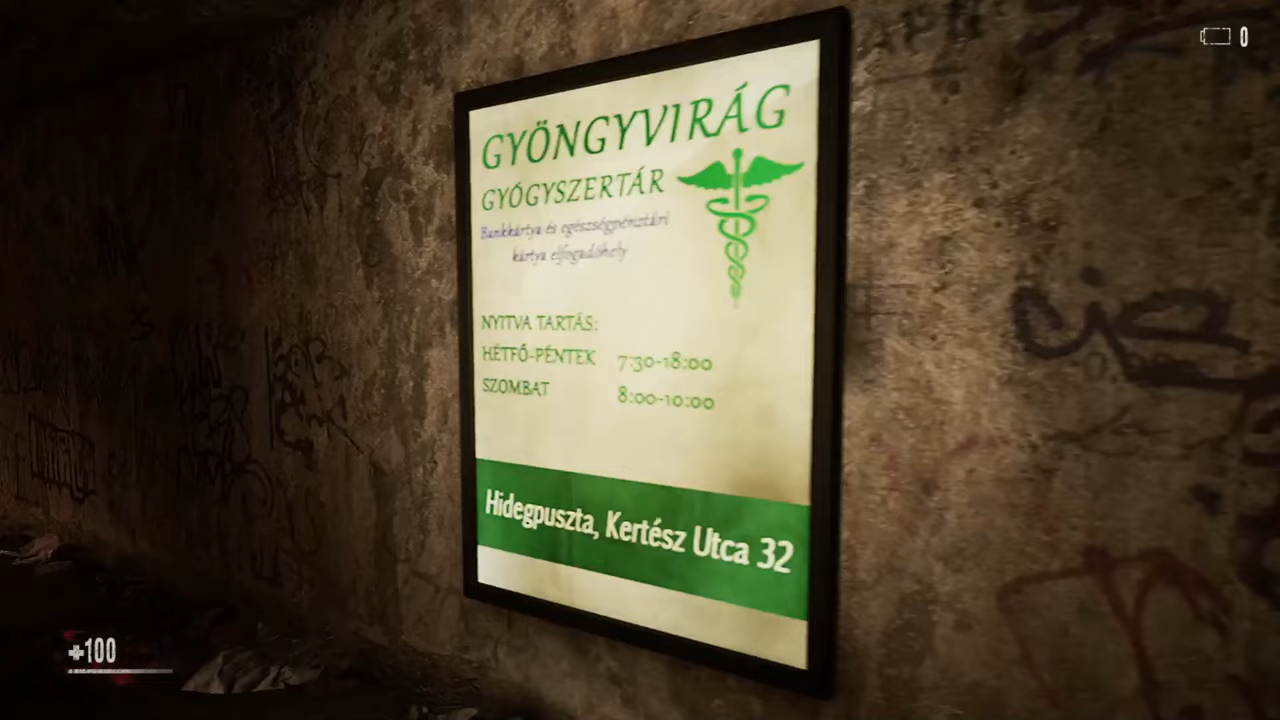 0
GYÖNGYVIRÁG
GYÓGYSZERTÁR
Bankkártya és egészségpénztári
kártya elfogadóhely
NYITVA TARTÁS:
HÉTFŐ-PÉNTEK 7:30-18:00
SZOMBAT 8:00-10:00
Hidegpuszta, Kertész Utca 32
+100